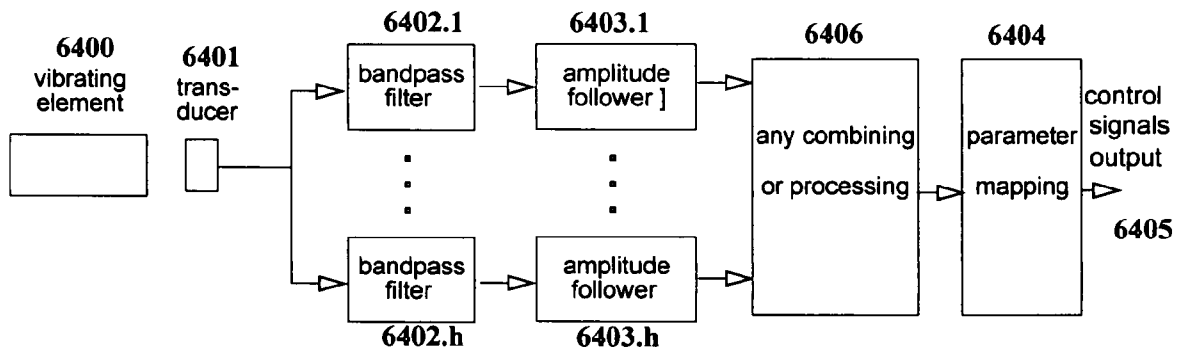 6400
vibrating
element
6401
trans-
ducer
6402.1
bandpass
filter
6403.1
amplitude
follower ]
6406
any combining
or processing
6404
parameter
mapping
control
signals
output
6405
bandpass
filter
6402.h
amplitude
follower
6403.h